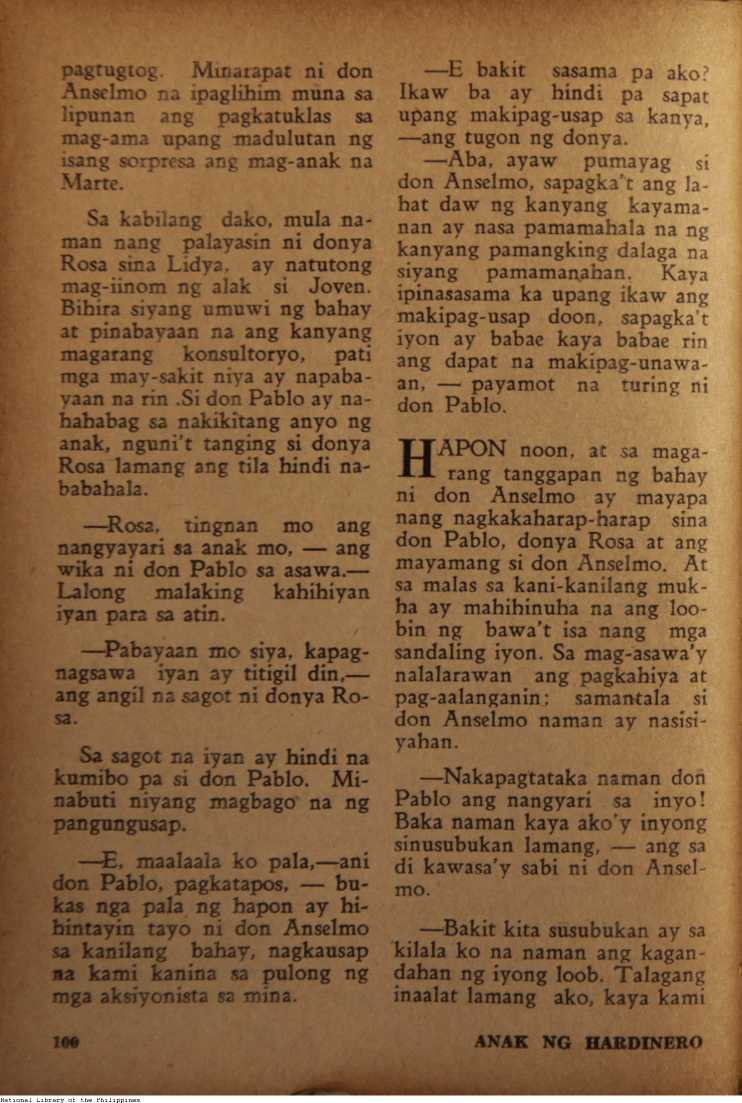 pagtugtog. Minarapat ni don
Anselmo na ipaglihim muna sa
lipunan ang pagkatuklas sa
mag-ama upang madulutan ng
isang sorpresa ang mag-anak na
Marte.
Sa kabilang dako, mula na-
man nang palayasin ni donya
Rosa sina Lidya, ay natutong
mag-iinom ng alak si Joven.
Bihira siyang umuwi ng bahay
at pinabayaan na ang kanyang
magarang konsultoryo, pati
mga may-sakit niya ay napaba-
yaan na rin .Si don Pablo ay na-
hahabag sa nakikitang anyo ng
anak, nguni't tanging si donya
Rosa lamang ang tila hindi na-
babahala.
—Rosa, tingnan mo ang
nangyayari sa anak mo, — ang
wika ni don Pablo sa asawa.—
Lalong malaking kahihiyan
iyan para sa atin.
—Pabayaan mo siya, kapag-
nagsawa iyan ay titigil din,—
ang angil na sagot ni donya Ro-
sa.
Sa sagot na iyan ay hindi na
kumibo pa si don Pablo. Mi-
nabuti niyang magbago na ng
pangungusap.
—E, maalaala ko pala,—ani
don Pablo, pagkatapos, — bu-
kas nga pala ng hapon ay hi-
hintayin tayo ni don Anselmo
sa kanilang bahay, nagkausap
na kami kanina sa pulong ng
mga aksiyonista sa mina.
—E bakit sasama pa ako?
Ikaw ba ay hindi pa sapat
upang makipag-usap sa kanya,
—ang tugon ng donya.
—Aba, ayaw pumayag si
don Anselmo, sapagka't ang la-
hat daw ng kanyang kayama-
nan ay nasa pamamahala na ng
kanyang pamangking dalaga na
siyang pamamanahan. Kaya
ipinasasama ka upang ikaw ang
makipag-usap doon, sapagka't
iyon ay babae kaya babae rin
ang dapat na makipag-unawa-
an, — payamot na turing ni
don Pablo.
HAPON noon, at sa maga-
rang tanggapan ng bahay
ni don Anselmo ay mayapa
nang nagkakaharap-harap sina
don Pablo, donya Rosa at ang
mayamang si don Anselmo. At
sa malas sa kani-kanilang muk-
ha ay mahihinuha na ang loo-
bin ng bawa't isa nang mga
sandaling iyon. Sa mag-asawa'y
nalalarawan ang pagkahiya at
pag-aalanganin; samantala si
don Anselmo naman ay nasisi-
yahan.
—Nakapagtataka naman don
Pablo ang nangyari sa inyo!
Baka naman kaya ako'y inyong
sinusubukan lamang, — ang sa
di kawasa'y sabi ni don Ansel-
mo.
—Bakit kita susubukan ay sa
kilala ko na naman ang kagan-
dahan ng iyong loob. Talagang
inaalat lamang ako, kaya kami
100
ANAK NG HARDINERO
National Library of the Philippines